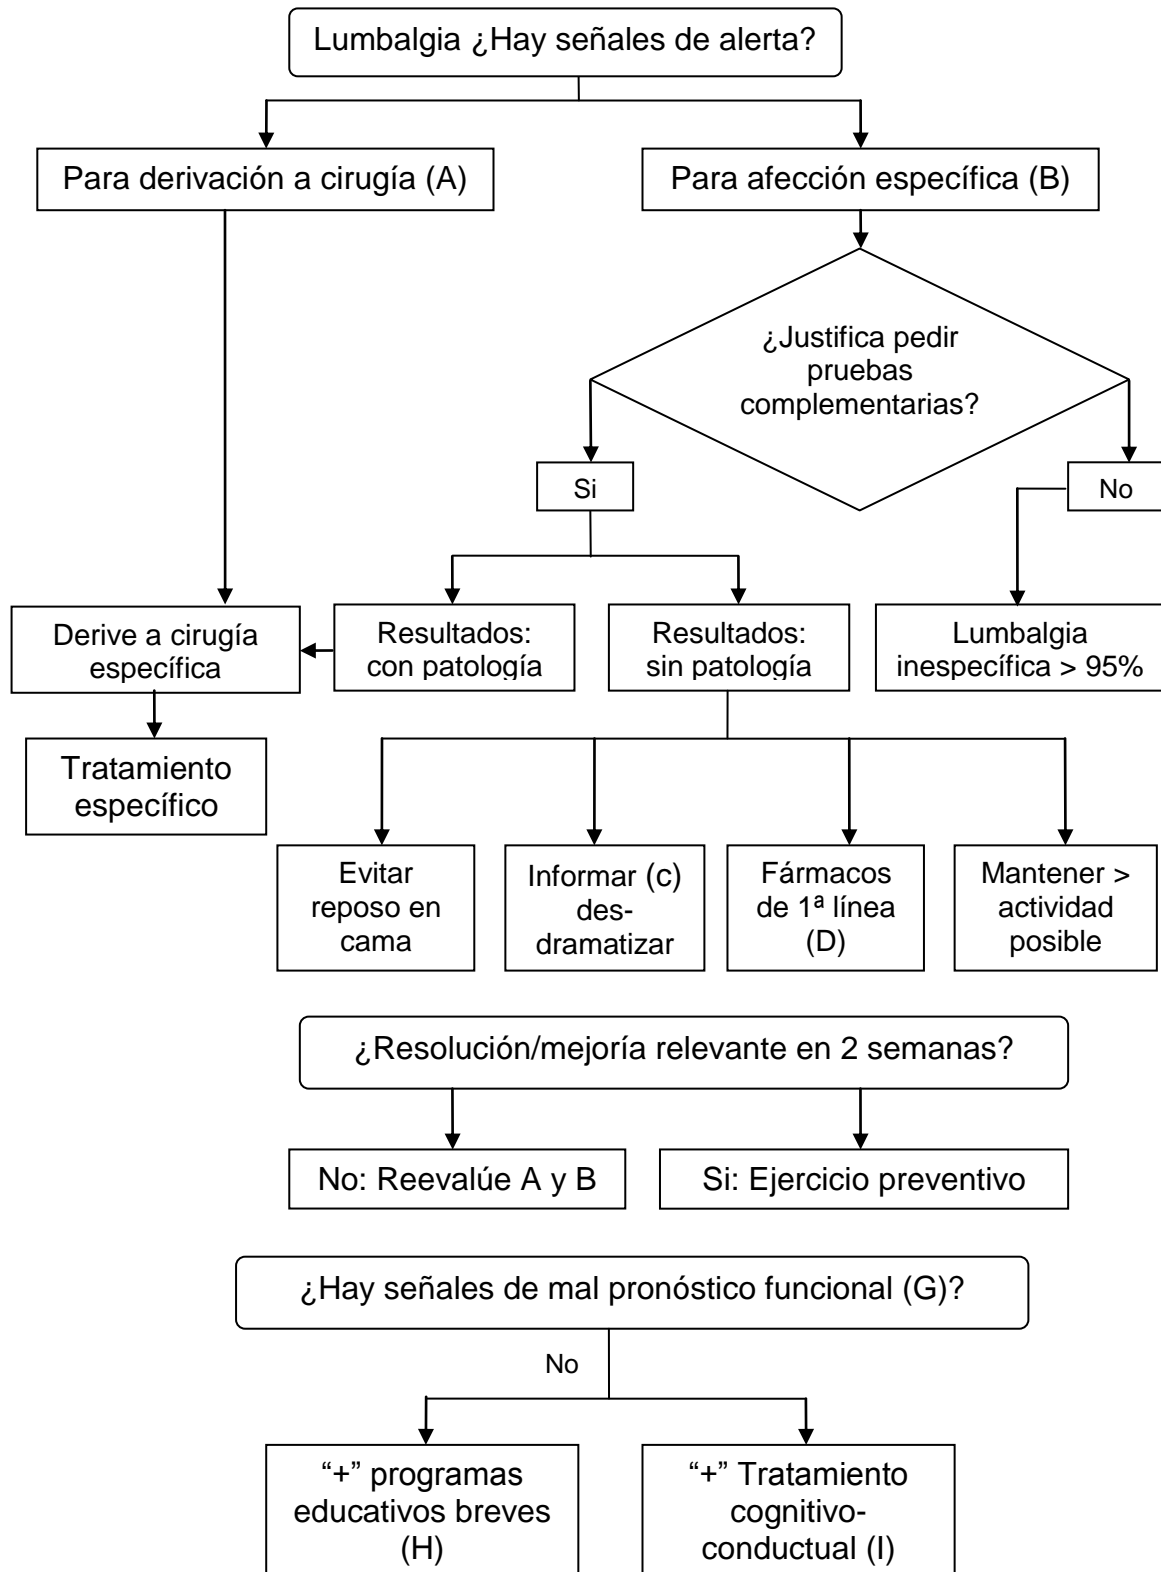 Lumbalgia ¿Hay señales de alerta?
Para derivación a cirugía (A)
Para afección específica (B)
¿Justifica pedir
pruebas
complementarias?
Si
No
Derive a cirugía
específica
Resultados:
con patología
Resultados:
sin patología
Lumbalgia
inespecífica > 95%
Tratamiento
específico
Evitar
reposo en
cama
Informar (c)
des-
dramatizar
Fármacos
de 1ª línea
(D)
Mantener >
actividad
posible
¿Resolución/mejoría relevante en 2 semanas?
No: Reevalúe A y B
Si: Ejercicio preventivo
¿Hay señales de mal pronóstico funcional (G)?
No
“+” programas
educativos breves
(H)
“+” Tratamiento
cognitivo-
conductual (I)